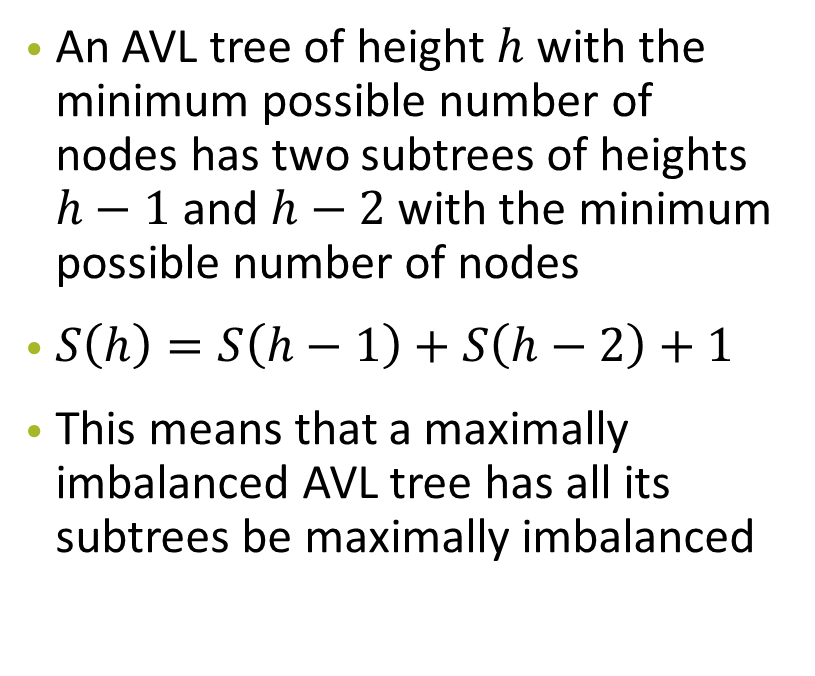 • An AVL tree of height ℎ with the
minimum possible number of
nodes has two subtrees of heights
ℎ − 1 and ℎ − 2 with the minimum
possible number of nodes
• 𝑆(ℎ) = 𝑆(ℎ − 1) + 𝑆(ℎ − 2) + 1
• This means that a maximally
imbalanced AVL tree has all its
subtrees be maximally imbalanced